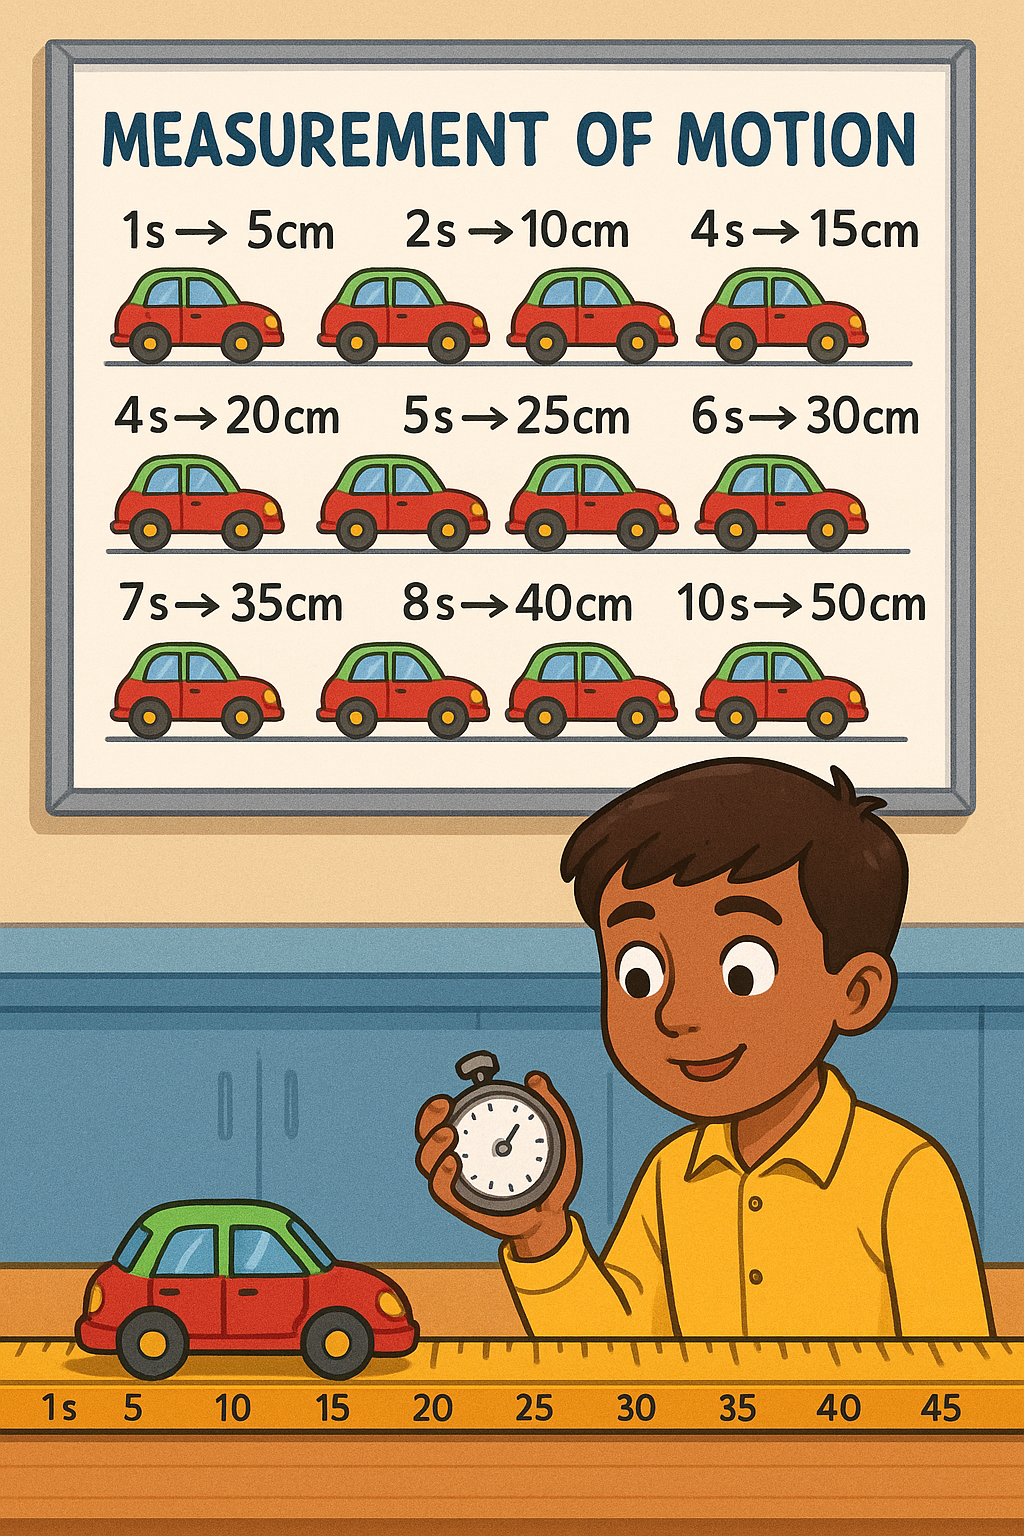 MEASUREMENT OF MOTION
1s → 5cm 2s → 10cm 4s → 15cm
4s → 20cm 5s → 25cm 6s → 30cm
7s → 35cm 8s → 40cm 10s → 50cm
1s 5 10 15 20 25 30 35 40 45